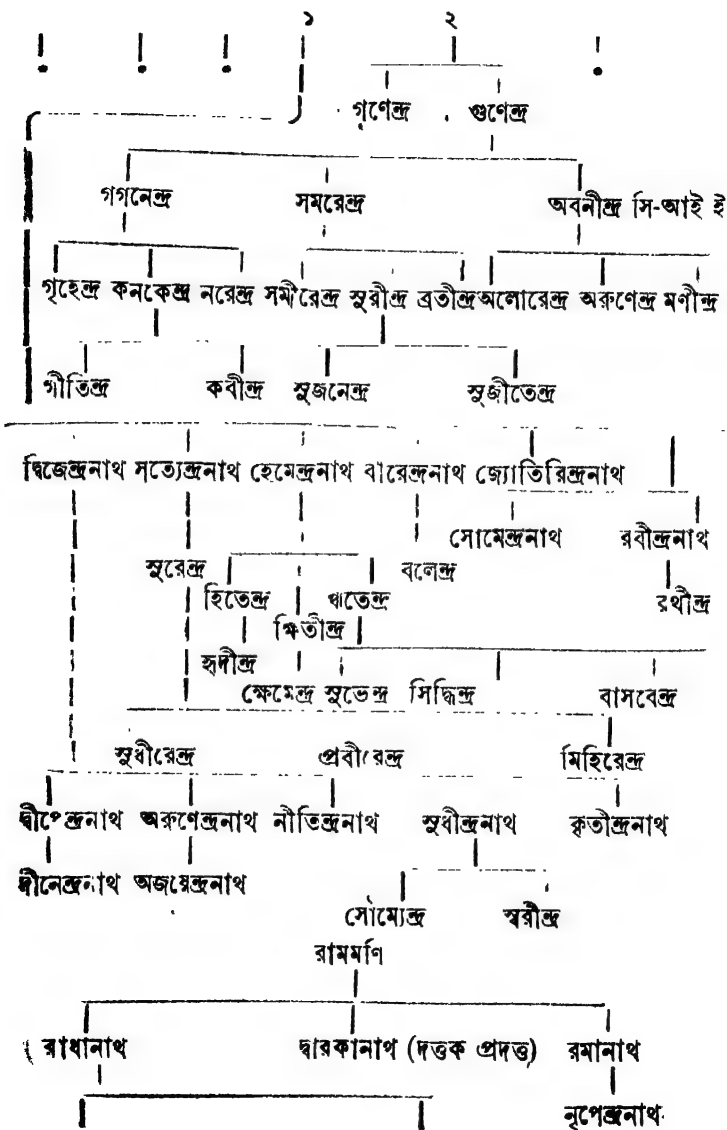 ১ ২
গৃণেন্দ্র গুণেন্দ্র
গগনেন্দ্র সমরেন্দ্র অবনীন্দ্র সি-আই ই
গৃহেন্দ্র কনকেন্দ্র নরেন্দ্র সমীরেন্দ্র সুরীন্দ্র ব্রতীন্দ্র অলোরেন্দ্র অরুণেন্দ্র মণীন্দ্র
গীতিন্দ্র কবীন্দ্র সুজনেন্দ্র সুজীতেন্দ্র
দ্বিজেন্দ্রনাথ সত্যেন্দ্রনাথ হেমেন্দ্রনাথ বীরেন্দ্রনাথ জ্যোতিরিন্দ্রনাথ
সোমেন্দ্রনাথ রবীন্দ্রনাথ
সুরেন্দ্র বলেন্দ্র
হিতেন্দ্র ঋতেন্দ্র রথীন্দ্র
ক্ষিতীন্দ্র
হৃদীন্দ্র
ক্ষেমেন্দ্র সুভেন্দ্র সিদ্ধিন্দ্র বাসবেন্দ্র
সুধীরেন্দ্র প্রবীরেন্দ্র মিহিরেন্দ্র
দ্বীপেন্দ্রনাথ অরুণেন্দ্রনাথ নীতিন্দ্রনাথ সুধীন্দ্রনাথ কৃতীন্দ্রনাথ
দীনেন্দ্রনাথ অজয়েন্দ্রনাথ
সৌম্যেন্দ্র স্বরীন্দ্র
রামমণি
রাধানাথ দ্বারকানাথ (দত্তক প্রদত্ত) রমানাথ
নৃপেন্দ্রনাথ